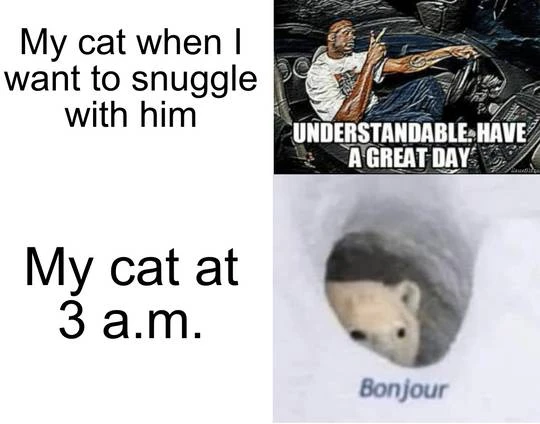 My cat when I
want to snuggle
with him
UNDERSTANDABLE. HAVE
A GREAT DAY
My cat at
3 a.m.
Bonjour